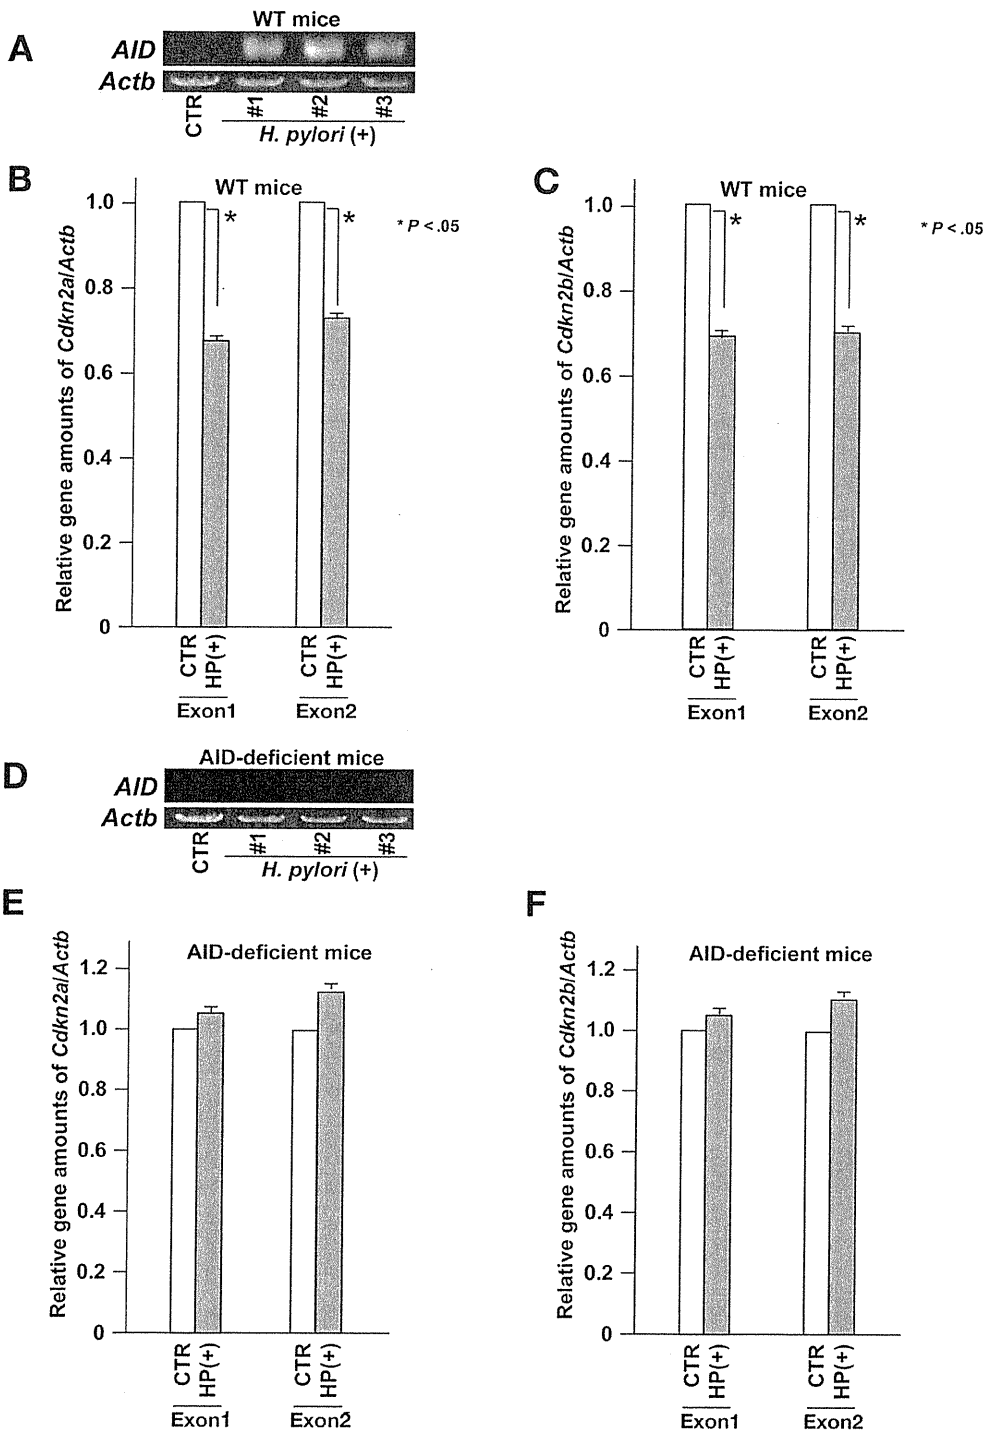 A
WT mice
AID
Actb
CTR
#1
#2
#3
H. pylori (+)
B
WT mice
* P < .05
Relative gene amounts of Cdkn2a/Actb
1.0
0.8
0.6
0.4
0.2
0
*
*
CTR
HP(+)
CTR
HP(+)
Exon1
Exon2
C
WT mice
* P < .05
Relative gene amounts of Cdkn2b/Actb
1.0
0.8
0.6
0.4
0.2
0
*
*
CTR
HP(+)
CTR
HP(+)
Exon1
Exon2
D
AID-deficient mice
AID
Actb
CTR
#1
#2
#3
H. pylori (+)
E
AID-deficient mice
Relative gene amounts of Cdkn2a/Actb
1.2
1.0
0.8
0.6
0.4
0.2
0
CTR
HP(+)
CTR
HP(+)
Exon1
Exon2
F
AID-deficient mice
Relative gene amounts of Cdkn2b/Actb
1.2
1.0
0.8
0.6
0.4
0.2
0
CTR
HP(+)
CTR
HP(+)
Exon1
Exon2